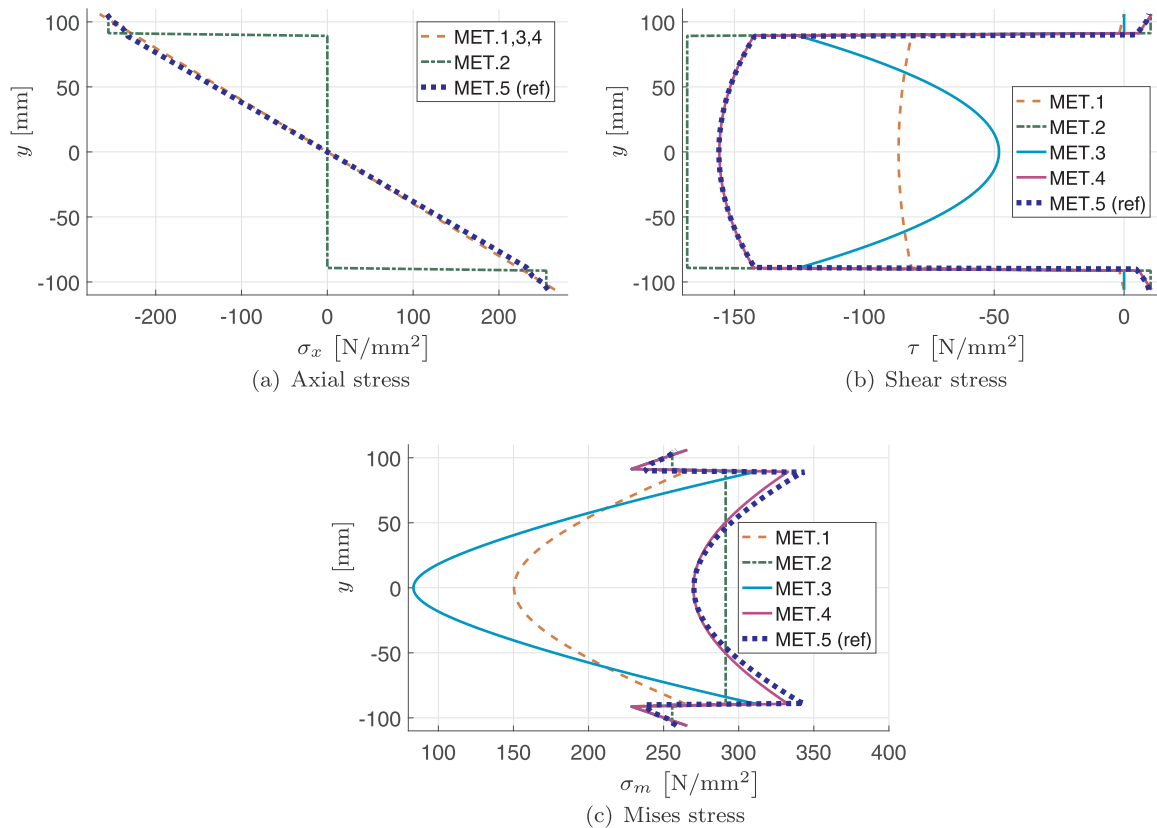 100
50
0
-50
-100
y [mm]
-200
-100
0
100
200
σx [N/mm²]
MET.1,3,4
MET.2
MET.5 (ref)
(a) Axial stress
100
50
0
-50
-100
y [mm]
-150
-100
-50
0
τ [N/mm²]
MET.1
MET.2
MET.3
MET.4
MET.5 (ref)
(b) Shear stress
100
50
0
-50
-100
y [mm]
100
150
200
250
300
350
400
σm [N/mm²]
MET.1
MET.2
MET.3
MET.4
MET.5 (ref)
(c) Mises stress